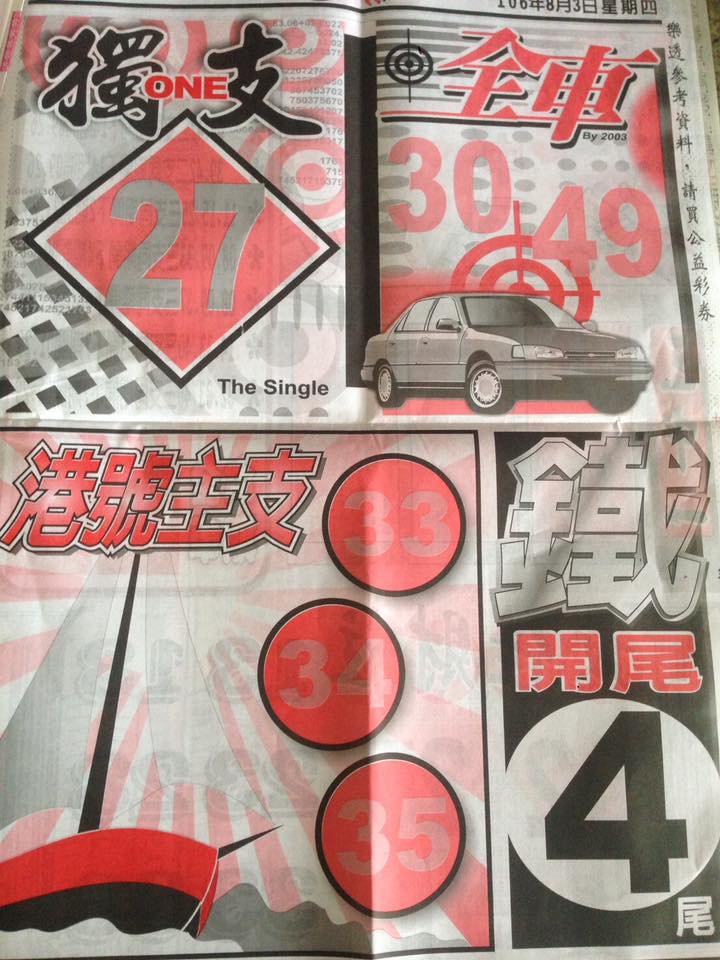 106年8月3日星期四
獨ONE支
27
The Single
全車
By 2003
30
49
樂透參考資料，請買公益彩券
港號主支
33
34
35
鐵
開尾
4
尾